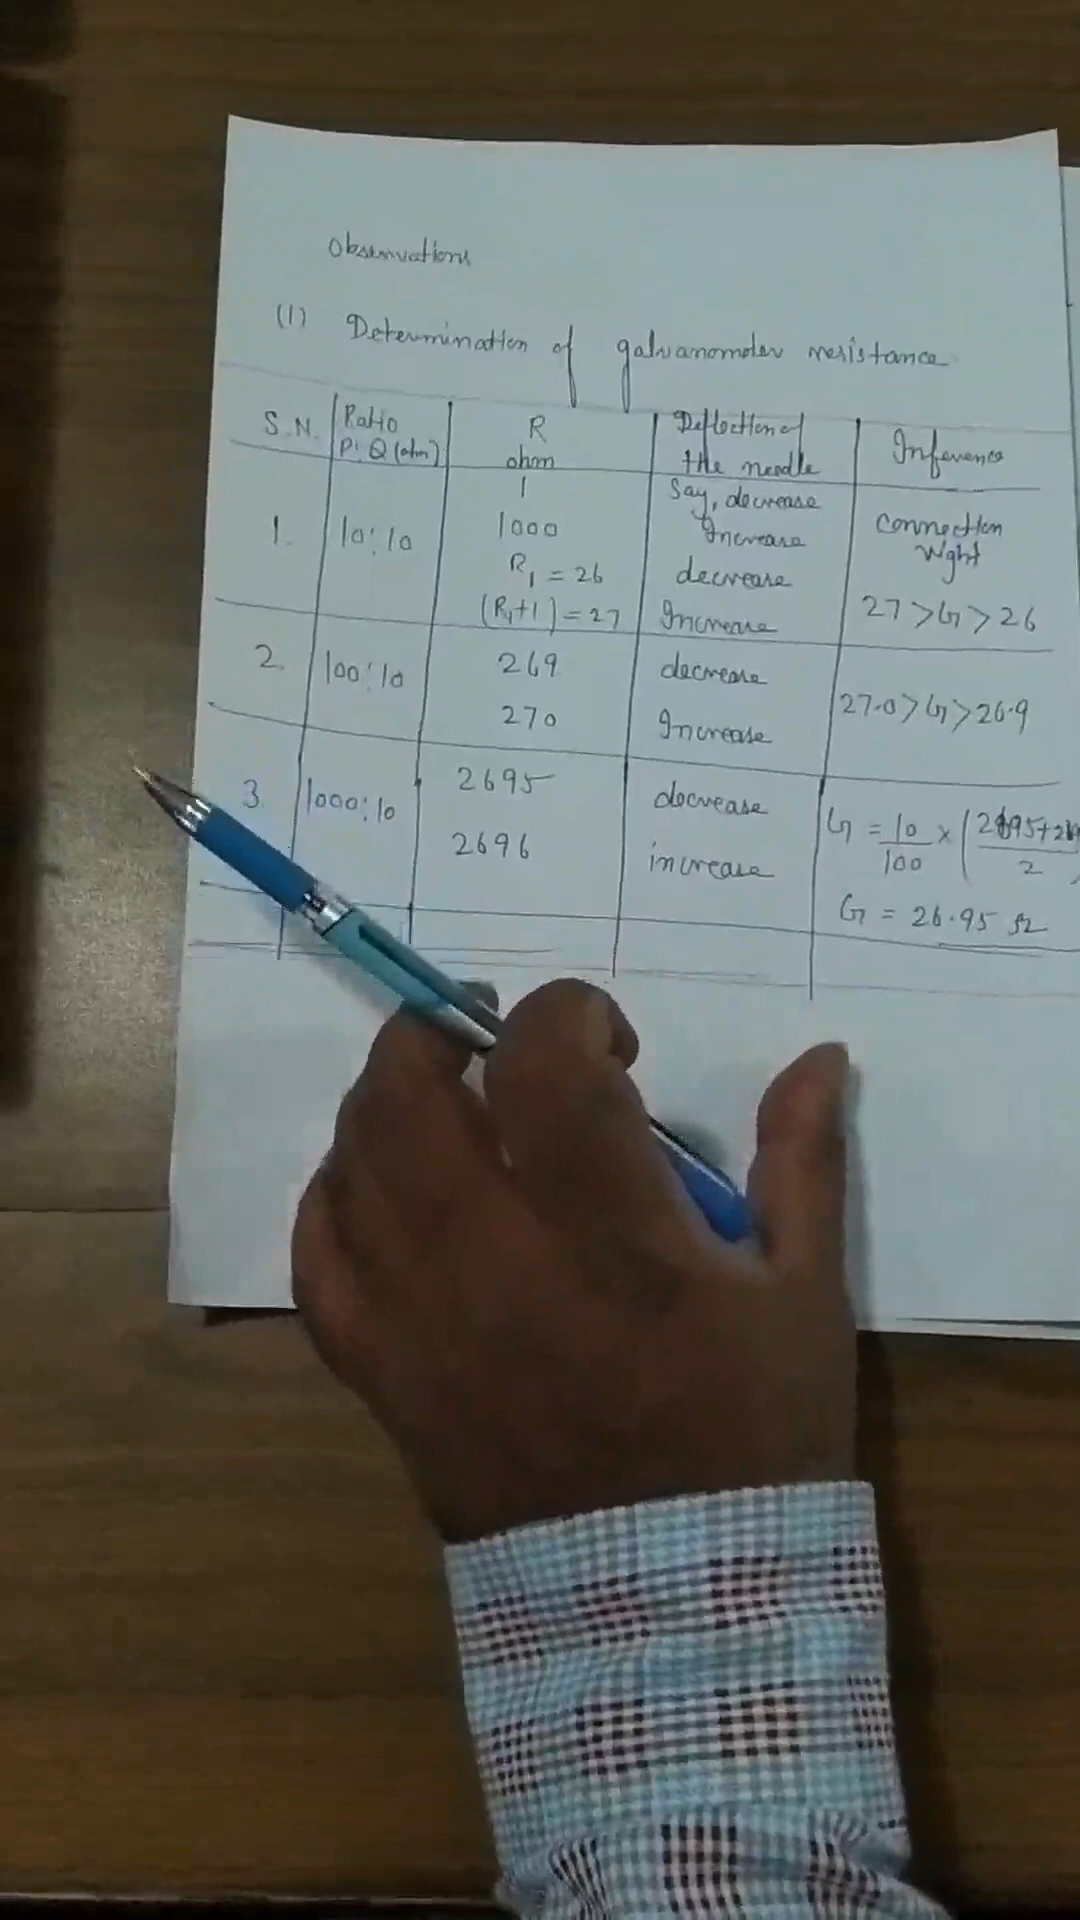 Observations
(1) Determination of galvanometer resistance
S.N. Ratio P:Q (ohm) R ohm Deflection of the needle Inference
1 Say, decrease
1. 10:10 1000 Increase Connection right
R1 = 26 decrease
(R1+1) = 27 Increase 27 > G > 26
2. 100:10 269 decrease
270 Increase 27.0 > G > 26.9
3. 1000:10 2695 decrease
2696 increase G = 10/100 × (2695+
2
G = 26.95 Ω